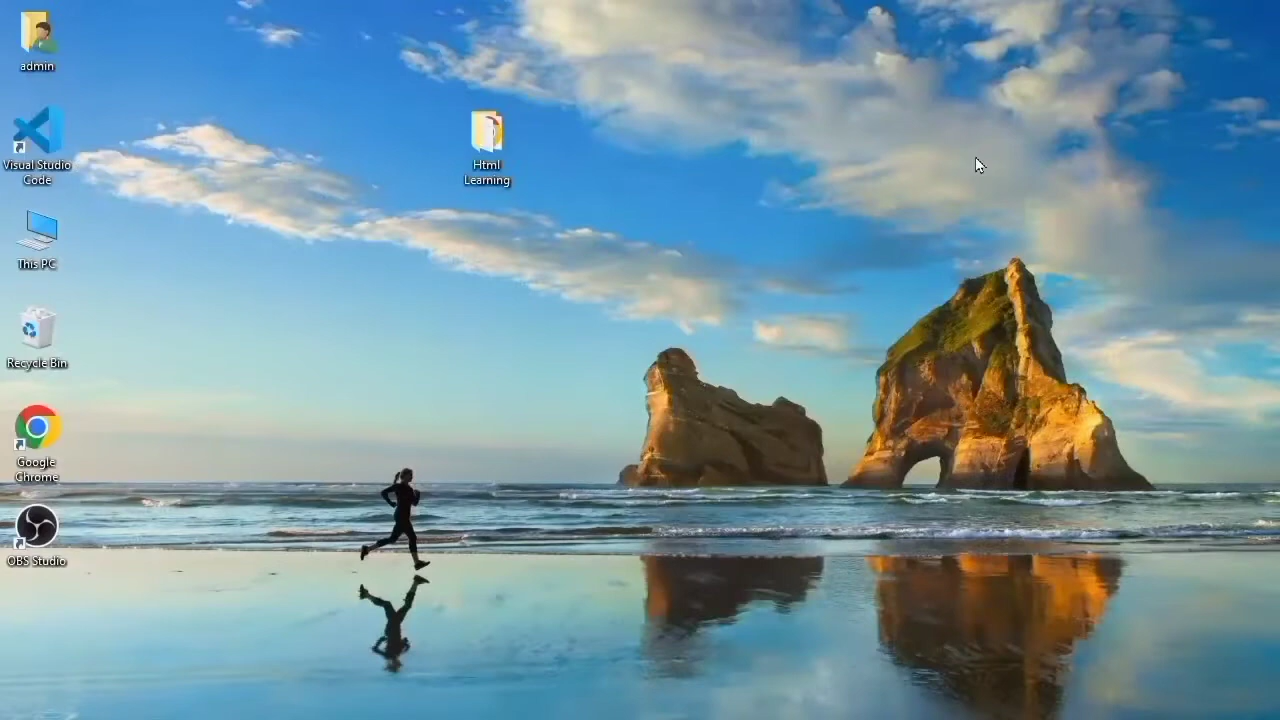 admin
Visual Studio
Code
This PC
Recycle Bin
Google
Chrome
OBS Studio
Html
Learning